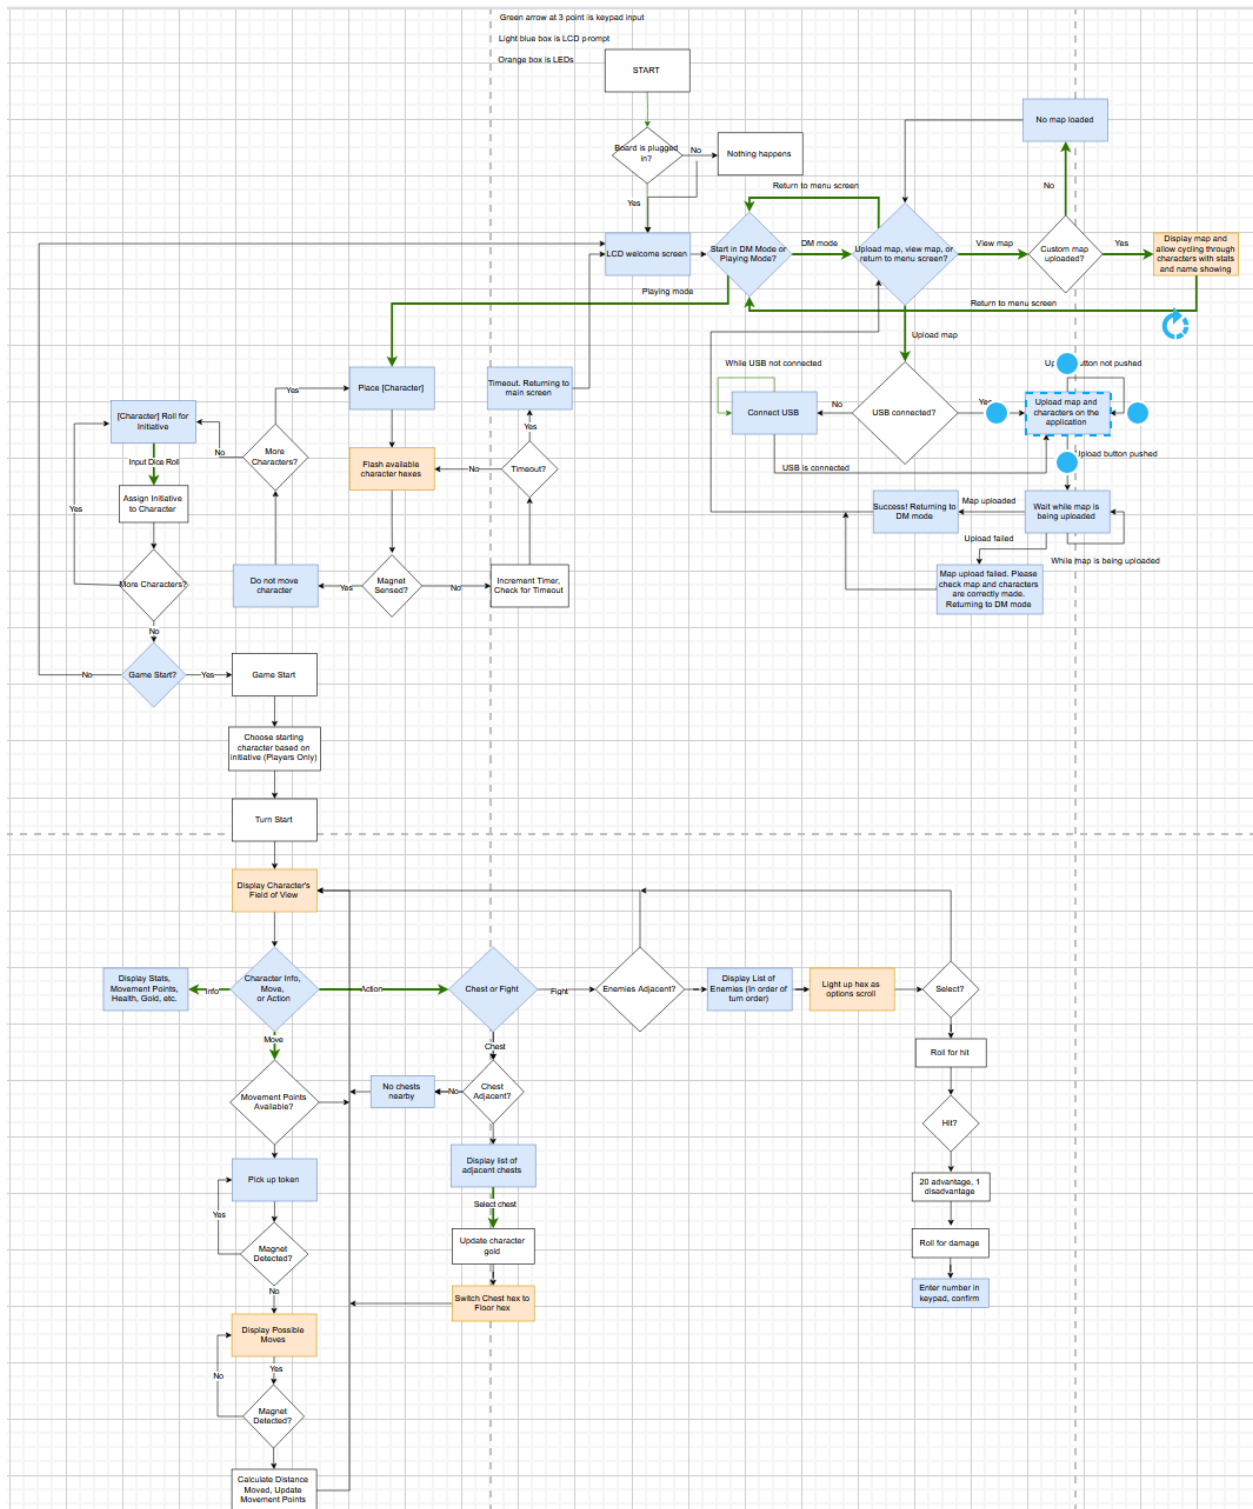 Green arrow at 3 point is keypad input
Light blue box is LCD prompt
Orange box is LEDs
START
Board is plugged
in?
No
Nothing happens
Yes
No map loaded
No
Return to menu screen
LCD welcome screen
Start in DM Mode or
Playing Mode?
DM mode
Upload map, view map, or
return to menu screen?
View map
Custom map
uploaded?
Yes
Display map and
allow cycling through
characters with stats
and name showing
Playing mode
Return to menu screen
Upload map
While USB not connected
button not pushed
Connect USB
No
USB connected?
Upload map and
characters on the
application
USB is connected
Upload button pushed
Success! Returning to
DM mode
Map uploaded
Wait while map is
being uploaded
Upload failed
While map is being uploaded
Map upload failed. Please
check map and characters
are correctly made.
Returning to DM mode
Place [Character]
Timeout. Returning to
main screen
Yes
Yes
[Character] Roll for
Initiative
No
More
Characters?
Flash available
character hexes
No
Timeout?
Input Dice Roll
Assign Initiative
to Character
Yes
More Characters?
Do not move
character
Yes
Magnet
Sensed?
No
Increment Timer,
Check for Timeout
No
No
Game Start?
Yes
Game Start
Choose starting
character based on
initiative (Players Only)
Turn Start
Display Character's
Field of View
Display Stats,
Movement Points,
Health, Gold, etc.
Info
Character Info,
Move,
or Action
Action
Chest or Fight
Fight
Enemies Adjacent?
Display List of
Enemies (In order of
turn order)
Light up hex as
options scroll
Select?
Move
Chest
Roll for hit
Movement Points
Available?
No chests
nearby
No
Chest
Adjacent?
Hit?
Pick up token
Display list of
adjacent chests
20 advantage, 1
disadvantage
Yes
Select chest
Magnet
Detected?
Update character
gold
Roll for damage
No
Switch Chest hex to
Floor hex
Enter number in
keypad, confirm
Display Possible
Moves
No
Yes
Magnet
Detected?
Calculate Distance
Moved, Update
Movement Points